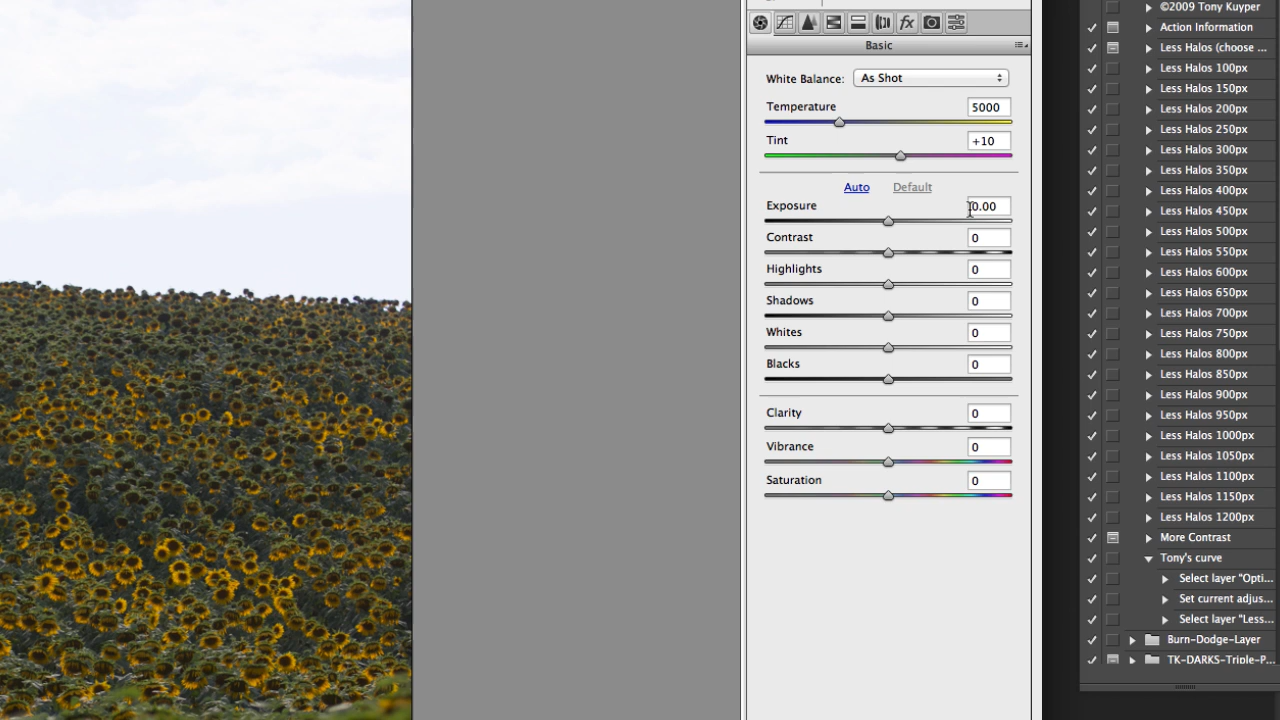 fx
Basic
White Balance: As Shot
Temperature 5000
Tint +10
Auto Default
Exposure 0.00
Contrast 0
Highlights 0
Shadows 0
Whites 0
Blacks 0
Clarity 0
Vibrance 0
Saturation 0
©2009 Tony Kuyper
Action Information
Less Halos (choose ...
Less Halos 100px
Less Halos 150px
Less Halos 200px
Less Halos 250px
Less Halos 300px
Less Halos 350px
Less Halos 400px
Less Halos 450px
Less Halos 500px
Less Halos 550px
Less Halos 600px
Less Halos 650px
Less Halos 700px
Less Halos 750px
Less Halos 800px
Less Halos 850px
Less Halos 900px
Less Halos 950px
Less Halos 1000px
Less Halos 1050px
Less Halos 1100px
Less Halos 1150px
Less Halos 1200px
More Contrast
Tony's curve
Select layer "Opti...
Set current adjus...
Select layer "Less...
Burn-Dodge-Layer
TK-DARKS-Triple-P...